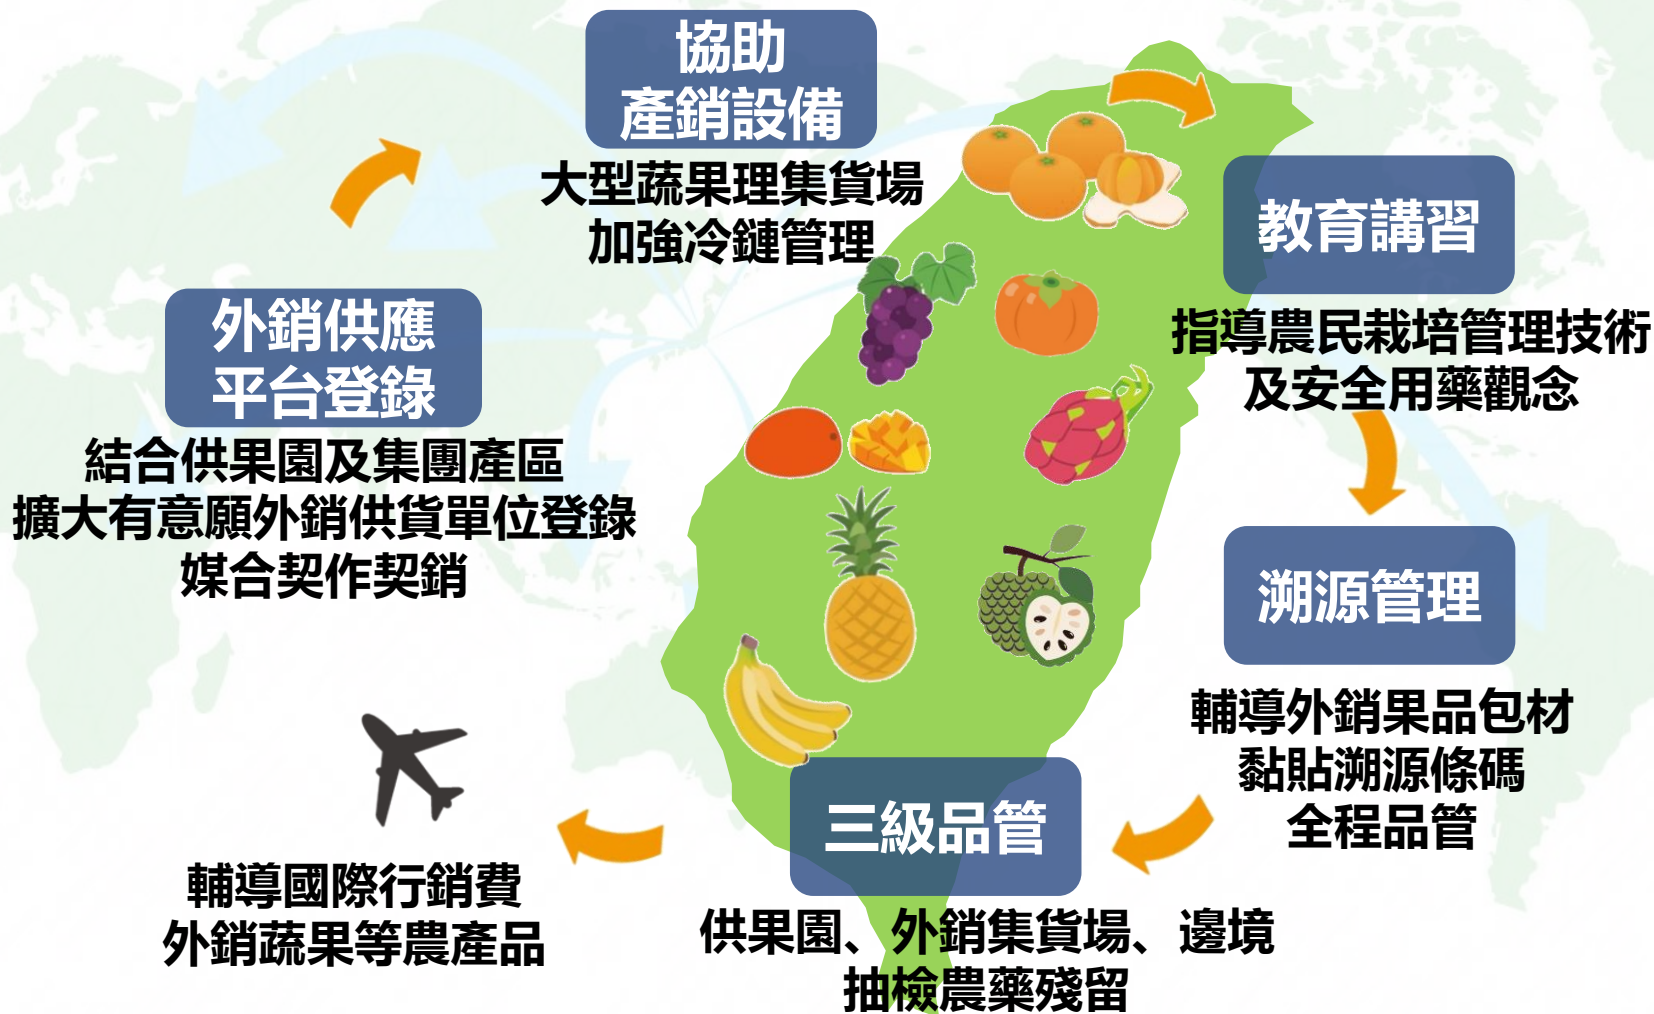 協助
產銷設備
大型蔬果理集貨場
加強冷鏈管理
教育講習
指導農民栽培管理技術
及安全用藥觀念
外銷供應
平台登錄
結合供果園及集團產區
擴大有意願外銷供貨單位登錄
媒合契作契銷
溯源管理
輔導外銷果品包材
黏貼溯源條碼
全程品管
三級品管
供果園、外銷集貨場、邊境
抽檢農藥殘留
輔導國際行銷費
外銷蔬果等農產品